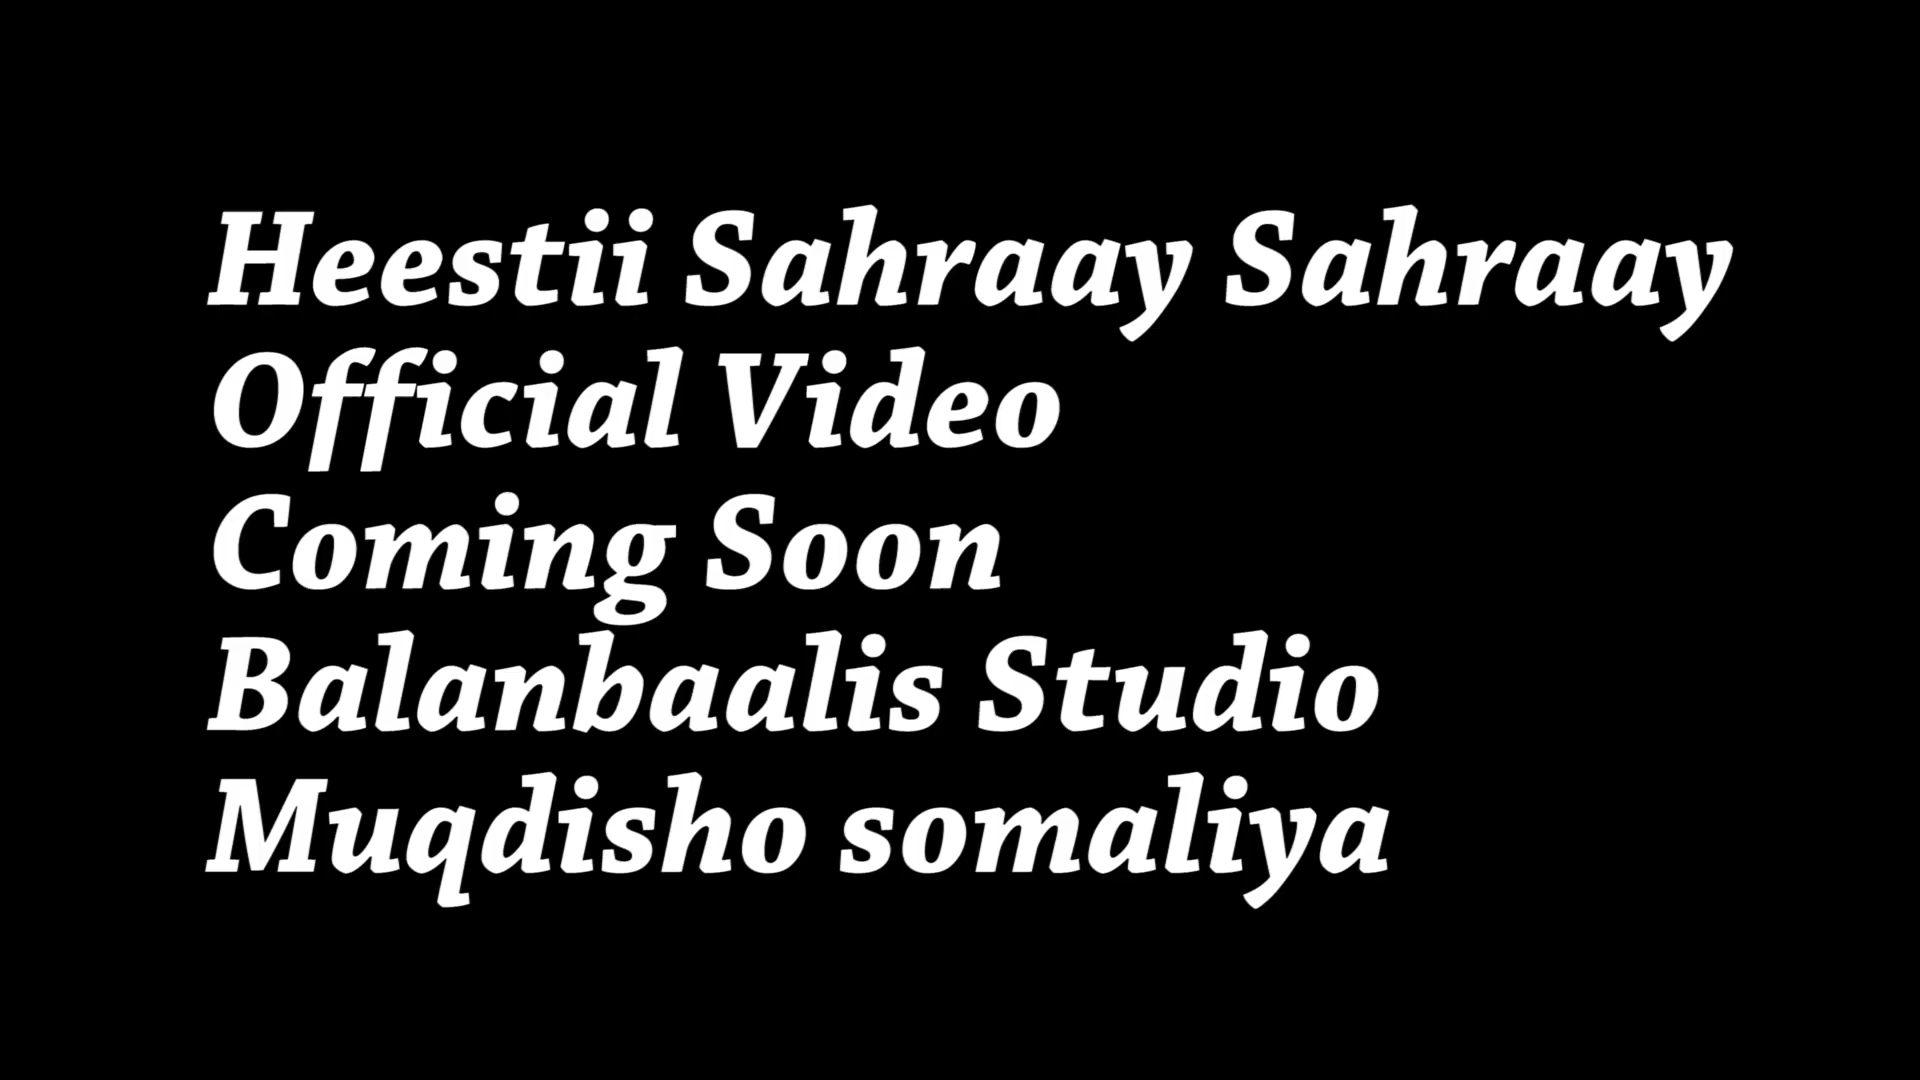 Heestii Sahraay Sahraay
Official Video
Coming Soon
Balanbaalis Studio
Muqdisho somaliya